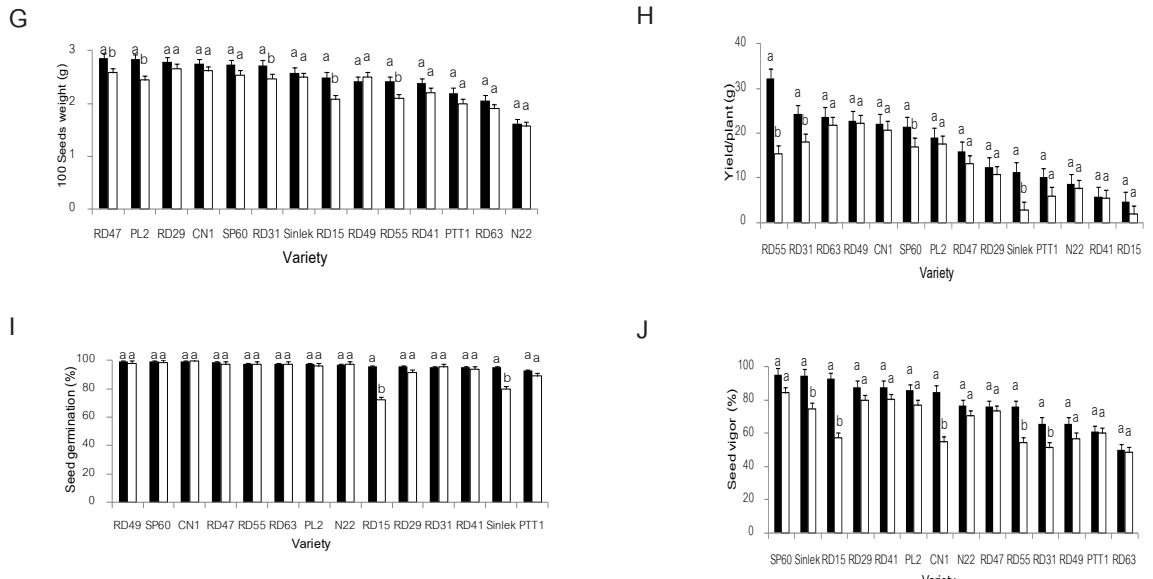 G
3
2
1
0
100 Seeds weight (g)
a b a b a a a a a a a b a a a b a a a b a a a a a a a a
RD47 PL2 RD29 CN1 SP60 RD31 Sinlek RD15 RD49 RD55 RD41 PTT1 RD63 N22
Variety
H
40
30
20
10
0
Yield/plant (g)
a b a b a a a a a a a b a a a a a a a b a a a a a a a a
RD55 RD31 RD63 RD49 CN1 SP60 PL2 RD47 RD29 Sinlek PTT1 N22 RD41 RD15
Variety
I
100
80
60
40
20
0
Seed germination (%)
a a a a a a a a a a a a a a a a a b a a a a a a a b a a
RD49 SP60 CN1 RD47 RD55 RD63 PL2 N22 RD15 RD29 RD31 RD41 Sinlek PTT1
Variety
J
100
80
60
40
20
0
Seed vigor (%)
a a a b a b a a a a a a a b a a a a a b a b a a a a a a
SP60 Sinlek RD15 RD29 RD41 PL2 CN1 N22 RD47 RD55 RD31 RD49 PTT1 RD63
Variety